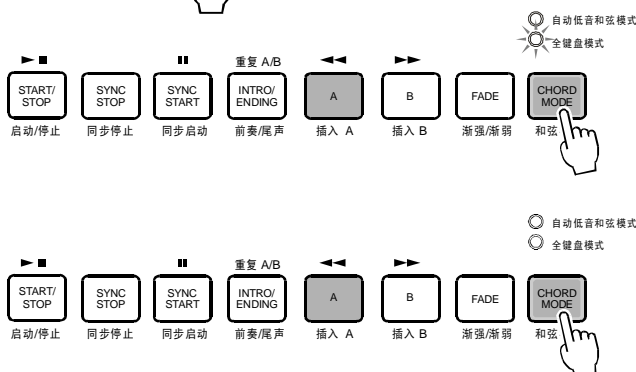 自动低音和弦模式
全键盘模式
重复 A/B
START/ STOP SYNC STOP SYNC START INTRO/ ENDING A B FADE CHORD MODE
启动/停止 同步停止 同步启动 前奏/尾声 插入 A 插入 B 渐强/渐弱 和弦
自动低音和弦模式
全键盘模式
重复 A/B
START/ STOP SYNC STOP SYNC START INTRO/ ENDING A B FADE CHORD MODE
启动/停止 同步停止 同步启动 前奏/尾声 插入 A 插入 B 渐强/渐弱 和弦